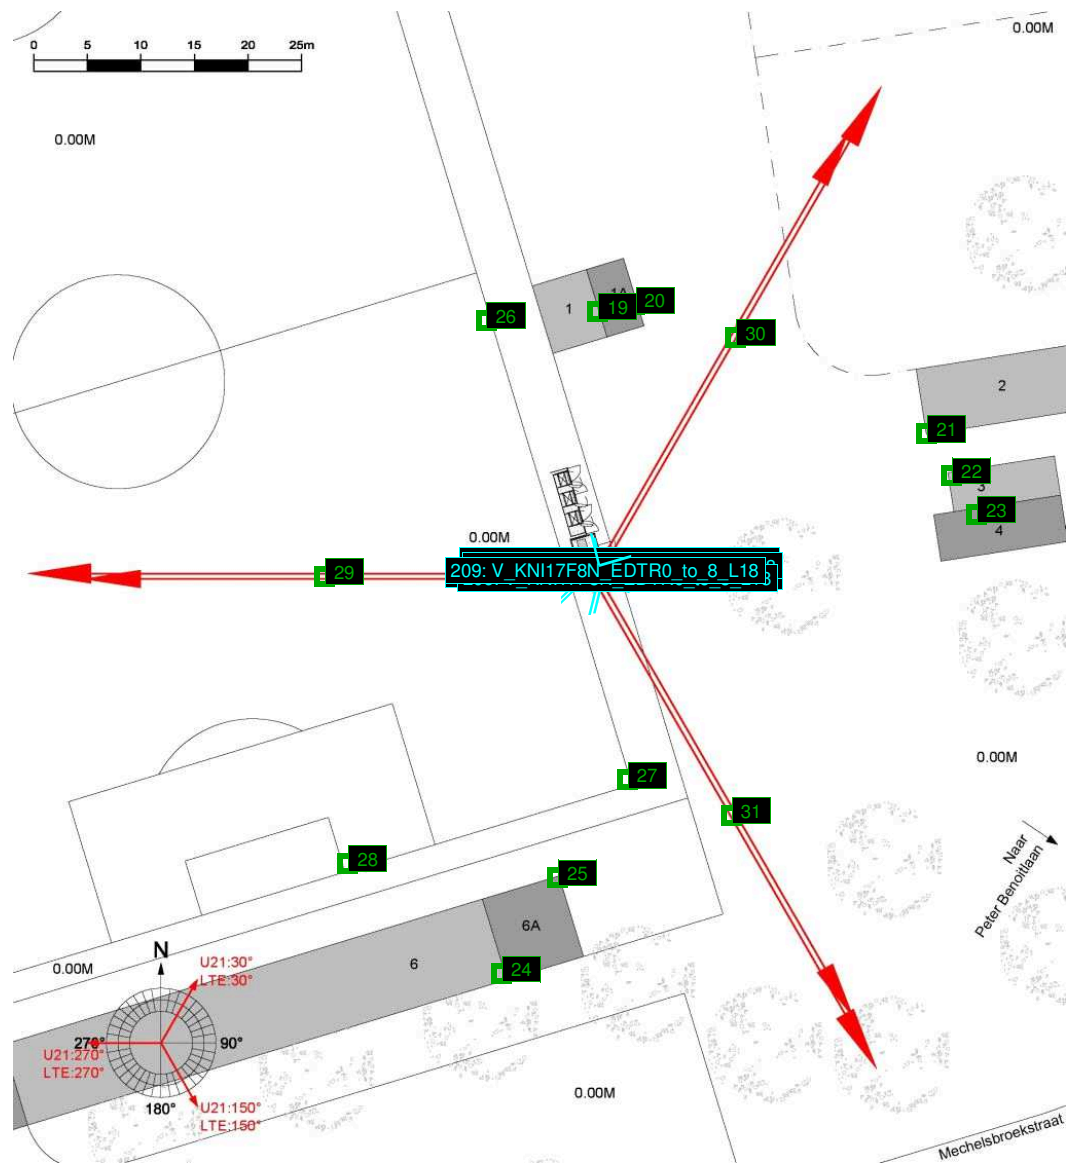 0 5 10 15 20 25m
0.00M
0.00M
1
19
20
26
30
2
21
22
3
23
4
0.00M
209: V_KNI17F8N_EDTR0_to_8_L18
29
0.00M
27
31
28
25
6A
6
24
0.00M
N
U21:30°
LTE:30°
90°
U21:270°
LTE:270°
180°
U21:150°
LTE:150°
0.00M
Naar
Peter Benoitlaan
Mechelsbroekstraat